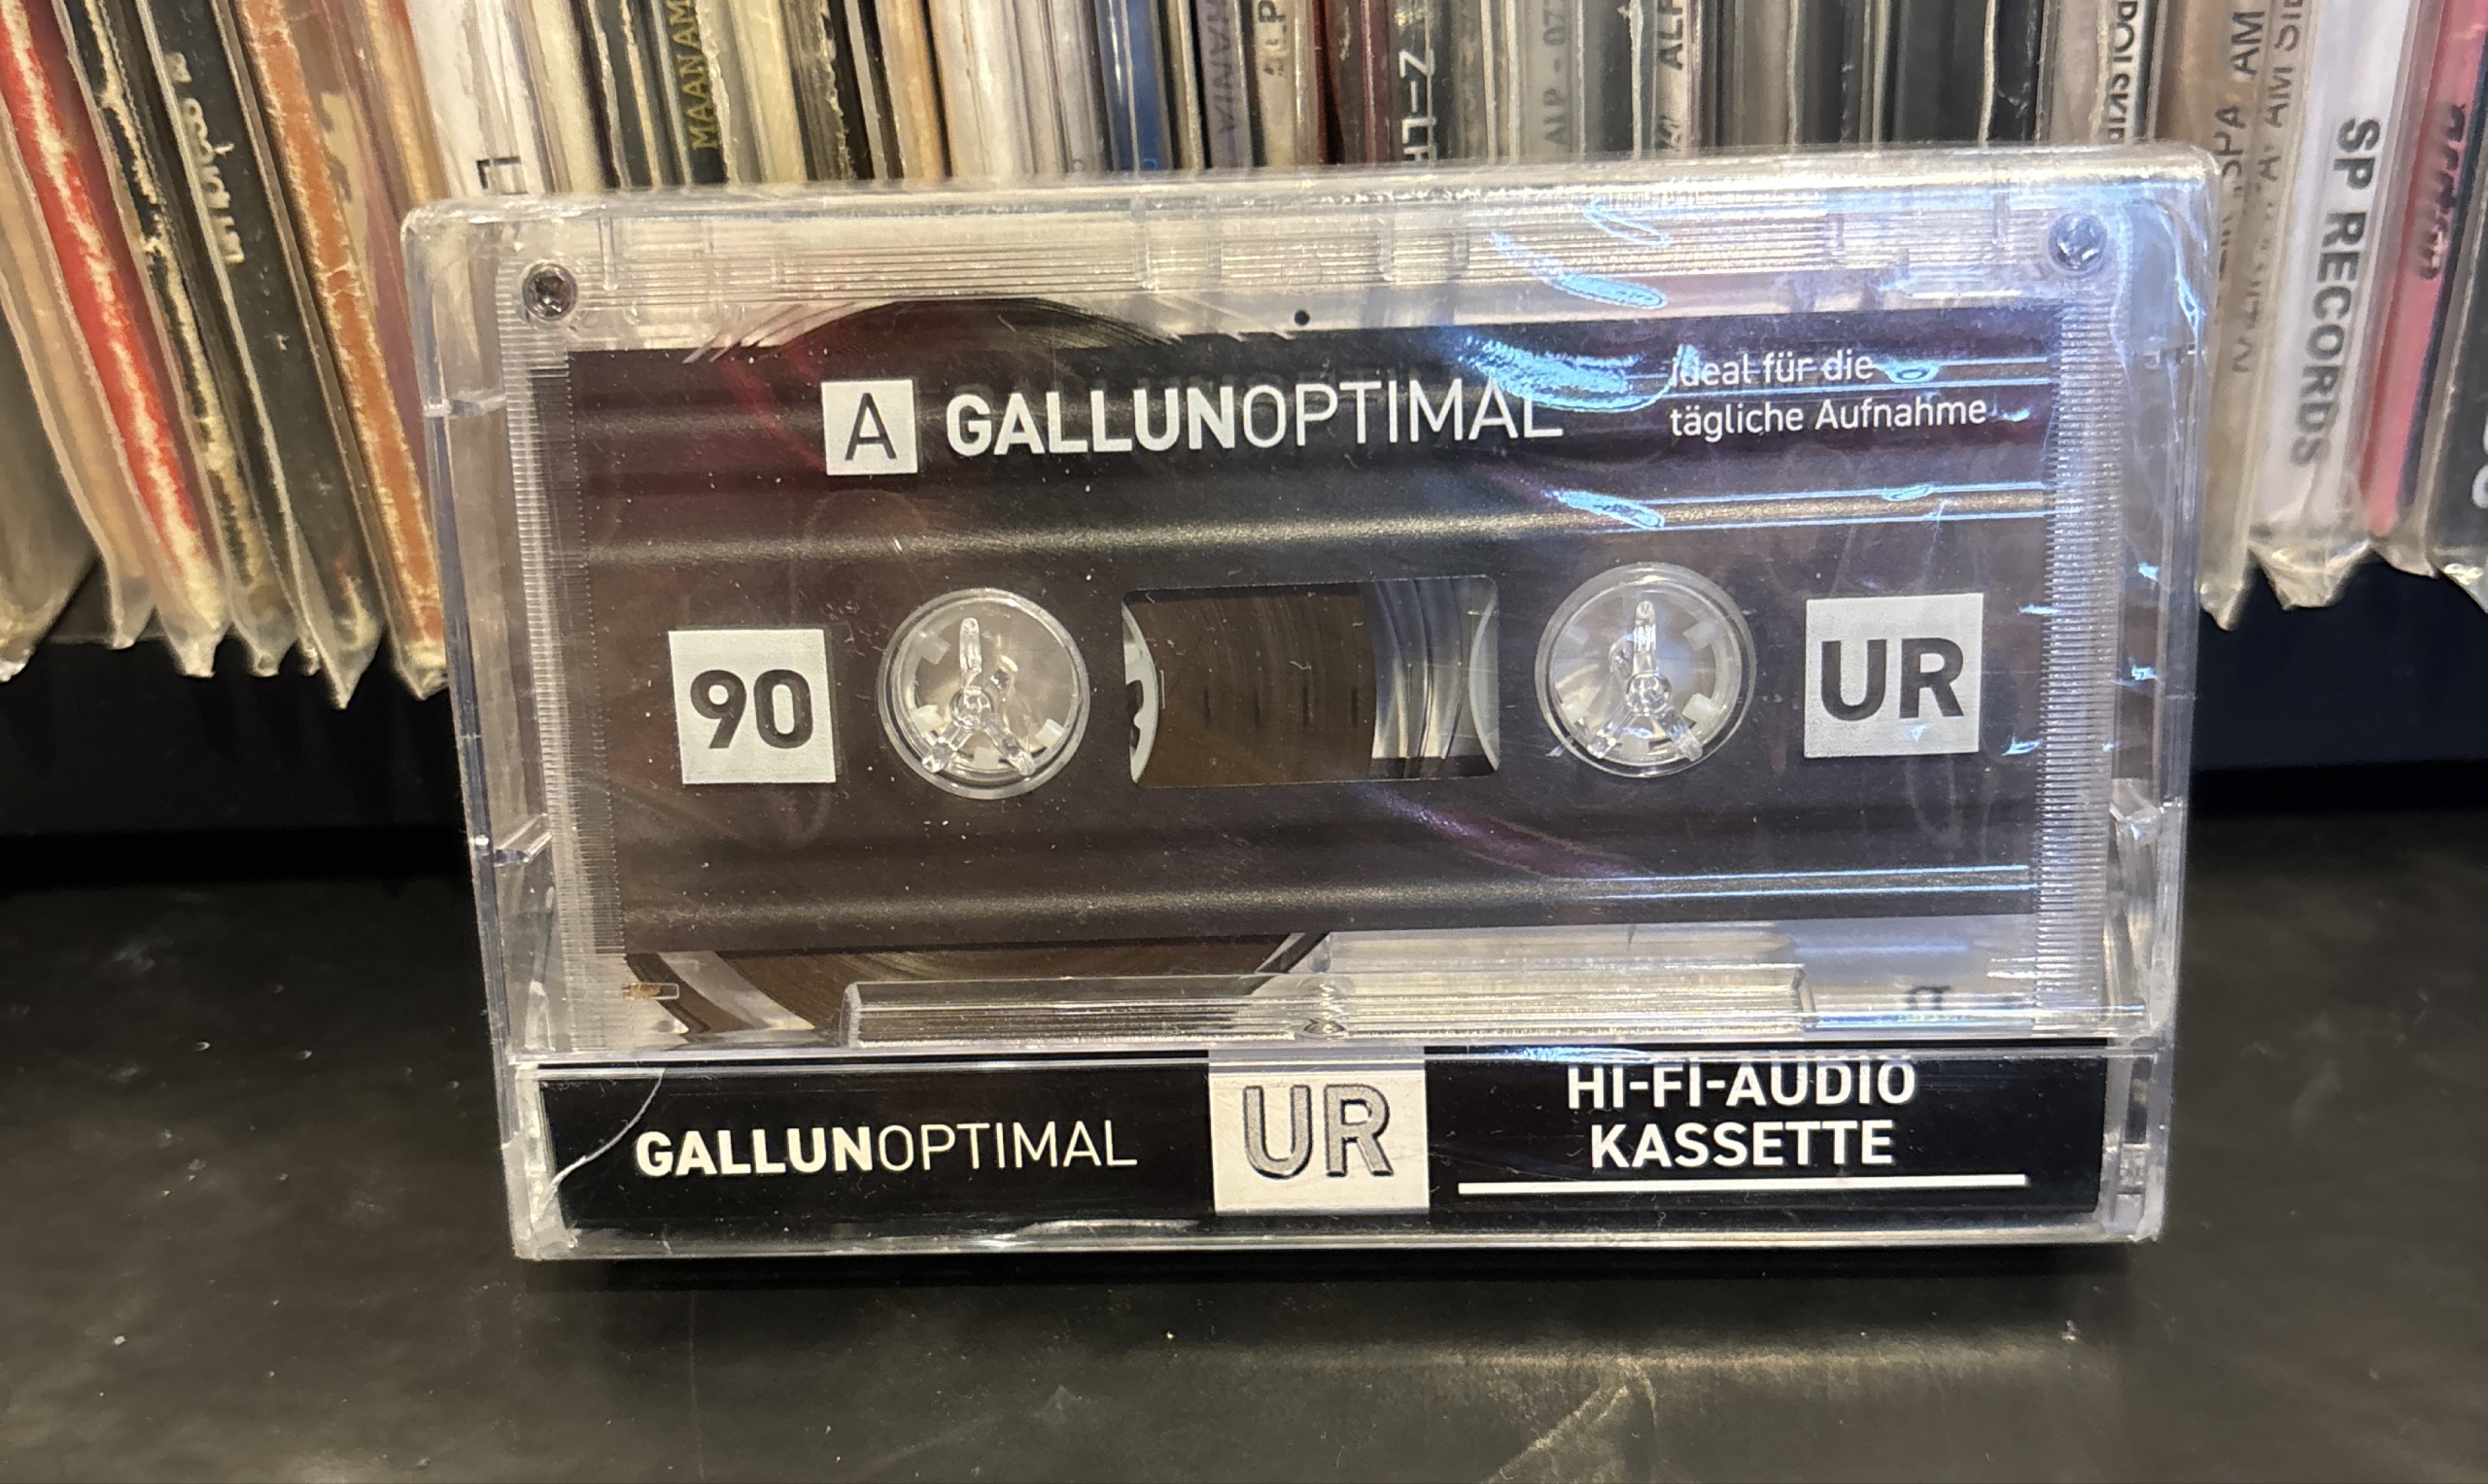 MAANAM
SP RECORDS
A GALLUNOPTIMAL
ideal für die
tägliche Aufnahme
90
UR
GALLUNOPTIMAL
UR
HI-FI-AUDIO
KASSETTE